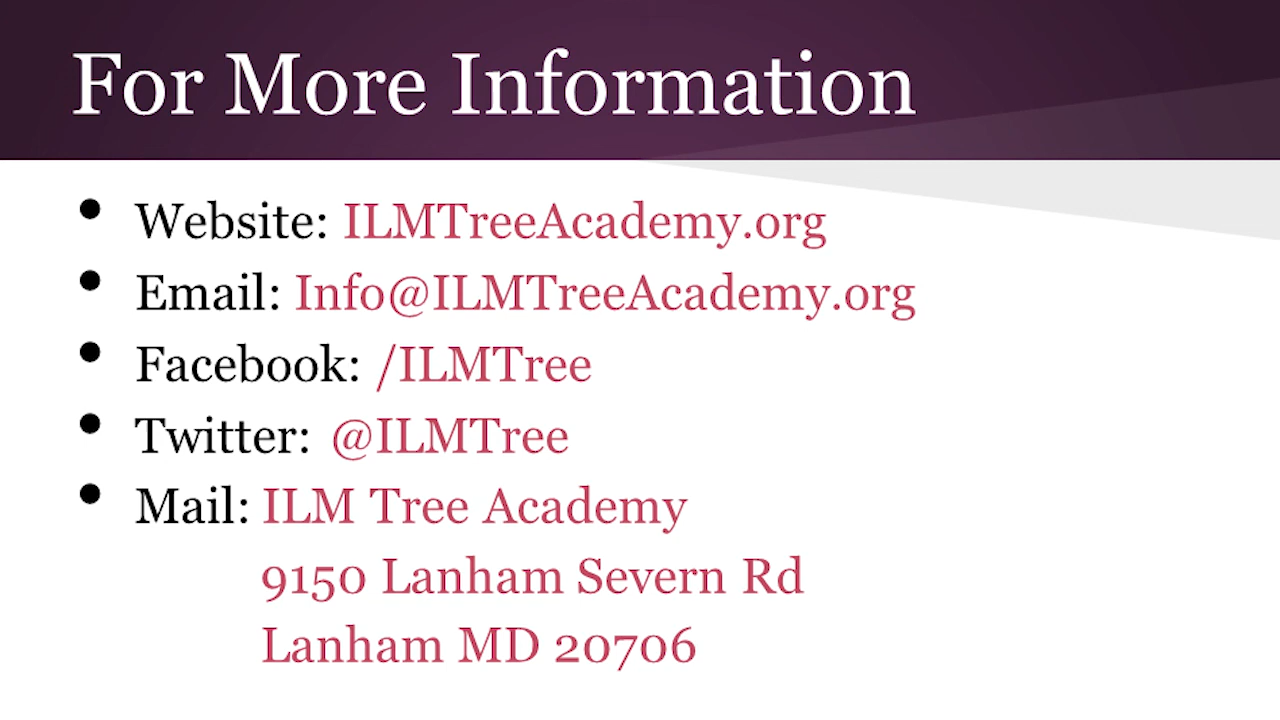 For More Information
• Website: ILMTreeAcademy.org
• Email: Info@ILMTreeAcademy.org
• Facebook: /ILMTree
• Twitter: @ILMTree
• Mail: ILM Tree Academy
9150 Lanham Severn Rd
Lanham MD 20706